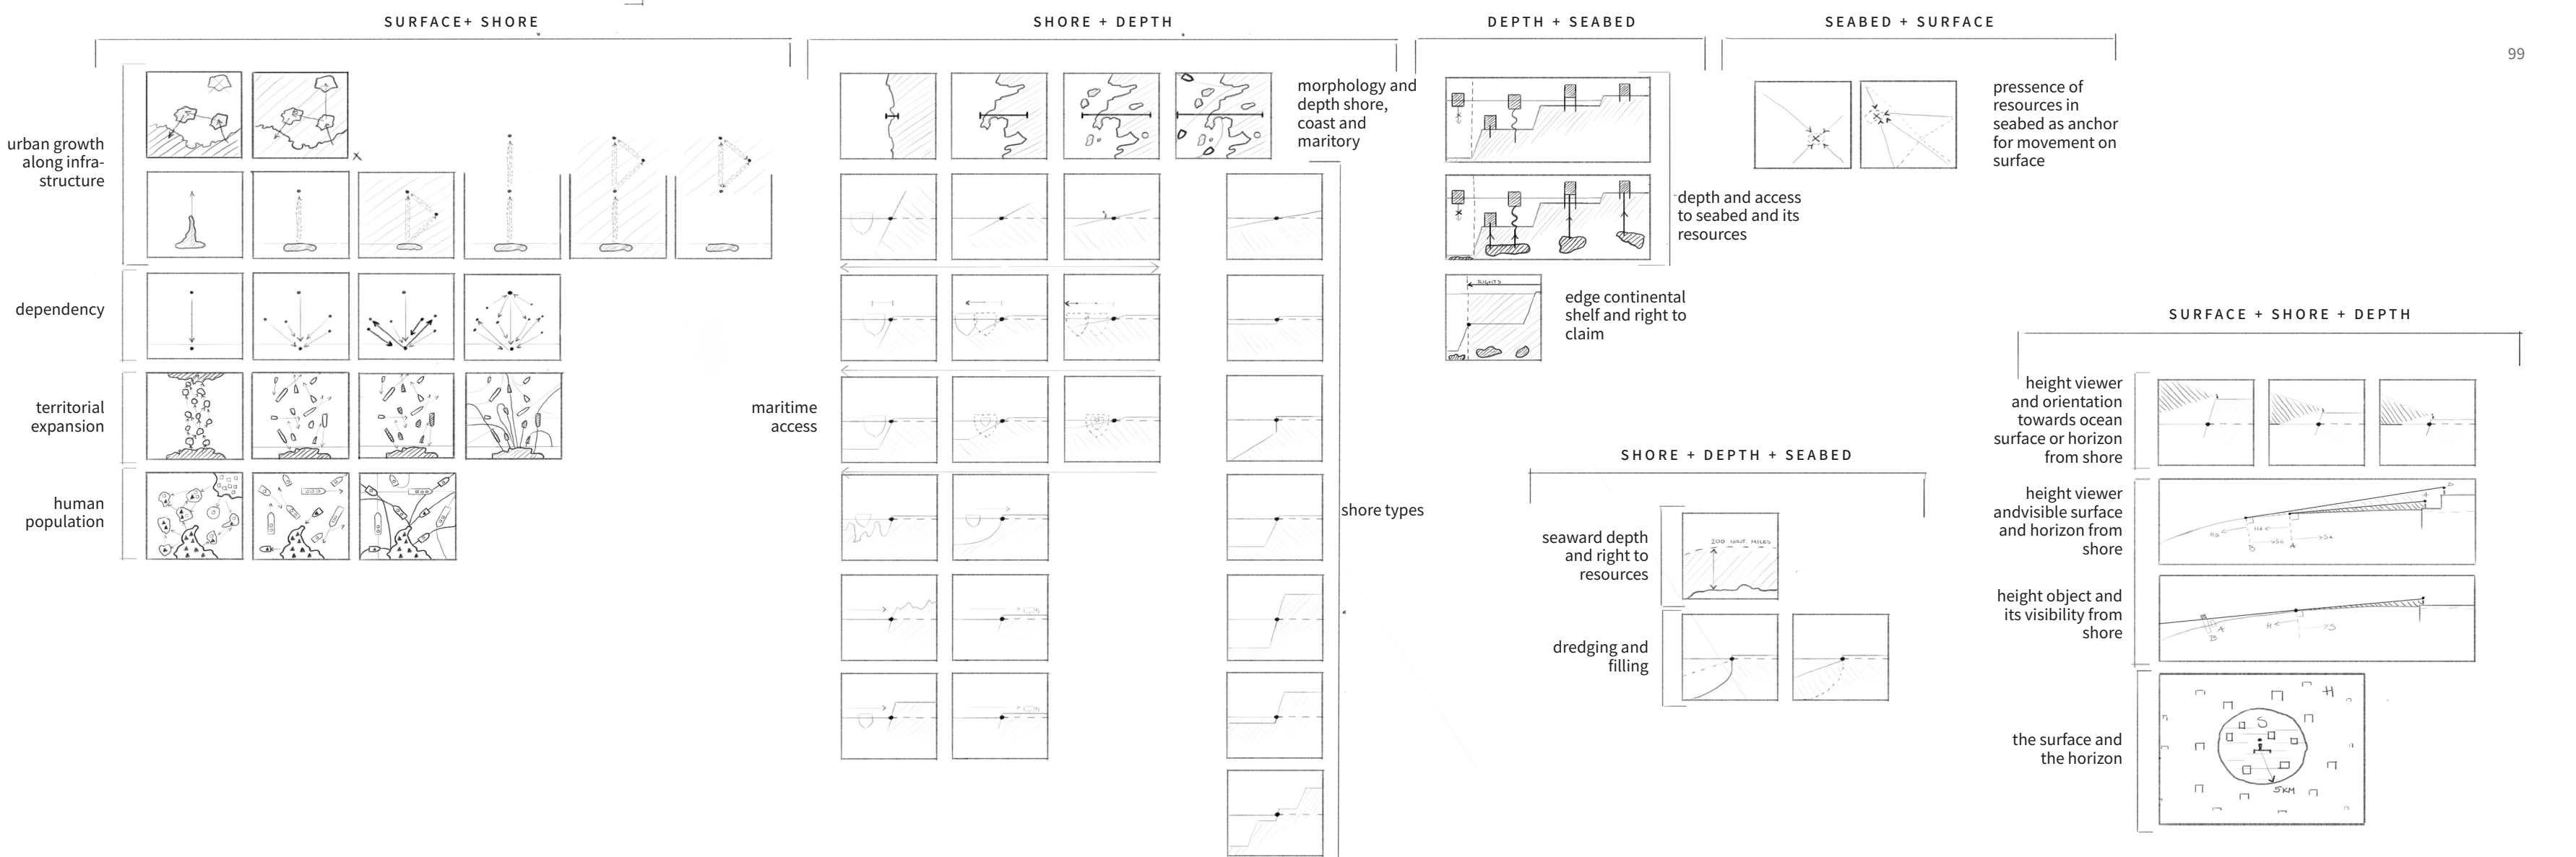 SURFACE+ SHORE
SHORE + DEPTH
DEPTH + SEABED
SEABED + SURFACE
99
urban growth
along infra-
structure
dependency
territorial
expansion
human
population
morphology and
depth shore,
coast and
maritory
maritime
access
shore types
depth and access
to seabed and its
resources
RIGHTS
edge continental
shelf and right to
claim
pressence of
resources in
seabed as anchor
for movement on
surface
SHORE + DEPTH + SEABED
seaward depth
and right to
resources
200 NAUT. MILES
dredging and
filling
SURFACE + SHORE + DEPTH
height viewer
and orientation
towards ocean
surface or horizon
from shore
height viewer
andvisible surface
and horizon from
shore
B
A
height object and
its visibility from
shore
A
B
H
S
the surface and
the horizon
H
S
5KM